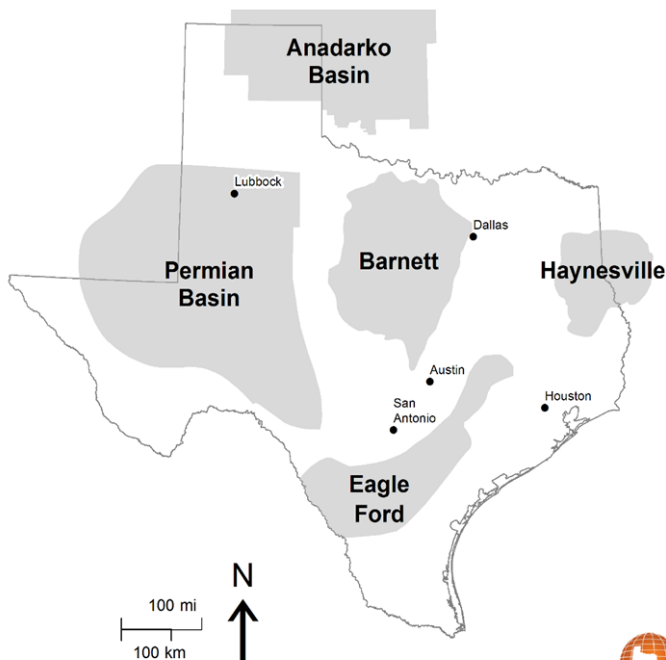 Anadarko
Basin
Lubbock
Dallas
Permian
Basin
Barnett
Haynesville
Austin
San
Antonio
Houston
Eagle
Ford
N
100 mi
100 km